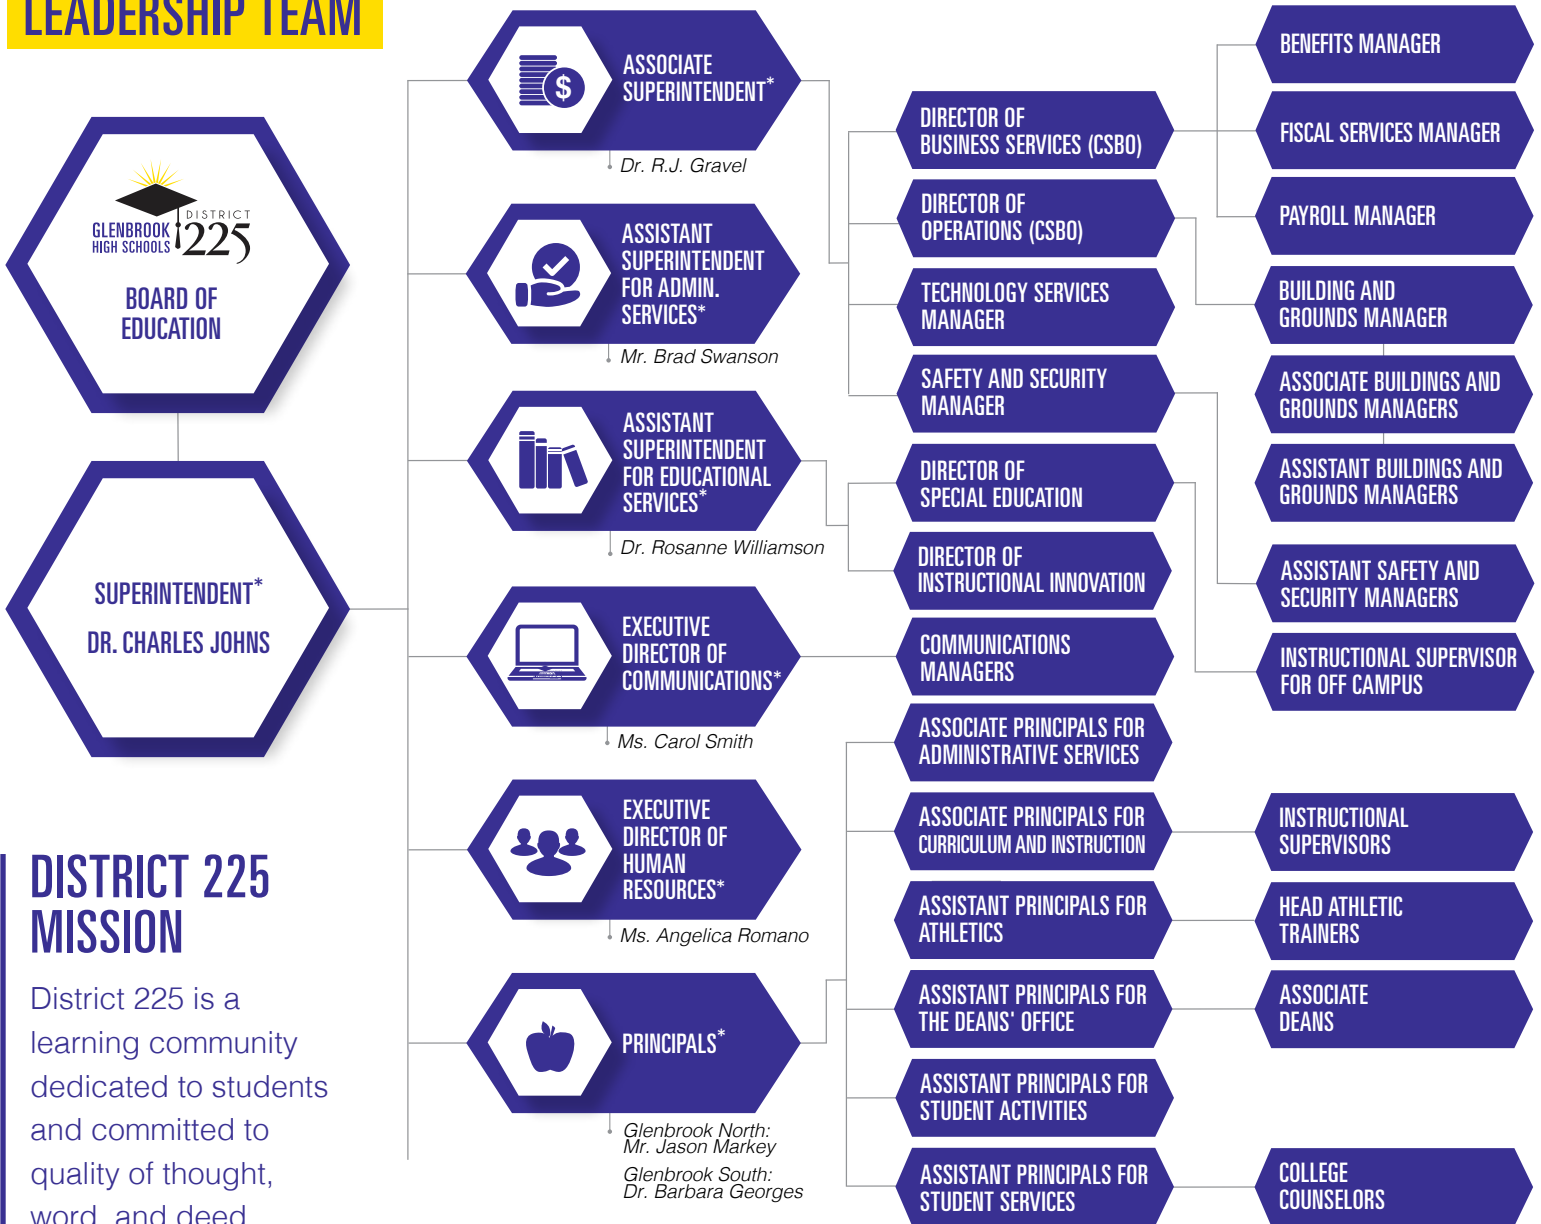 LEADERSHIP TEAM
GLENBROOK
HIGH SCHOOLS
DISTRICT
225
BOARD OF
EDUCATION
SUPERINTENDENT*
DR. CHARLES JOHNS
DISTRICT 225
MISSION
District 225 is a
learning community
dedicated to students
and committed to
quality of thought,
word, and deed
$
ASSOCIATE
SUPERINTENDENT*
Dr. R.J. Gravel
ASSISTANT
SUPERINTENDENT
FOR ADMIN.
SERVICES*
Mr. Brad Swanson
ASSISTANT
SUPERINTENDENT
FOR EDUCATIONAL
SERVICES*
Dr. Rosanne Williamson
EXECUTIVE
DIRECTOR OF
COMMUNICATIONS*
Ms. Carol Smith
EXECUTIVE
DIRECTOR OF
HUMAN
RESOURCES*
Ms. Angelica Romano
PRINCIPALS*
Glenbrook North:
Mr. Jason Markey
Glenbrook South:
Dr. Barbara Georges
DIRECTOR OF
BUSINESS SERVICES (CSBO)
DIRECTOR OF
OPERATIONS (CSBO)
TECHNOLOGY SERVICES
MANAGER
SAFETY AND SECURITY
MANAGER
DIRECTOR OF
SPECIAL EDUCATION
DIRECTOR OF
INSTRUCTIONAL INNOVATION
COMMUNICATIONS
MANAGERS
ASSOCIATE PRINCIPALS FOR
ADMINISTRATIVE SERVICES
ASSOCIATE PRINCIPALS FOR
CURRICULUM AND INSTRUCTION
ASSISTANT PRINCIPALS FOR
ATHLETICS
ASSISTANT PRINCIPALS FOR
THE DEANS' OFFICE
ASSISTANT PRINCIPALS FOR
STUDENT ACTIVITIES
ASSISTANT PRINCIPALS FOR
STUDENT SERVICES
BENEFITS MANAGER
FISCAL SERVICES MANAGER
PAYROLL MANAGER
BUILDING AND
GROUNDS MANAGER
ASSOCIATE BUILDINGS AND
GROUNDS MANAGERS
ASSISTANT BUILDINGS AND
GROUNDS MANAGERS
ASSISTANT SAFETY AND
SECURITY MANAGERS
INSTRUCTIONAL SUPERVISOR
FOR OFF CAMPUS
INSTRUCTIONAL
SUPERVISORS
HEAD ATHLETIC
TRAINERS
ASSOCIATE
DEANS
COLLEGE
COUNSELORS